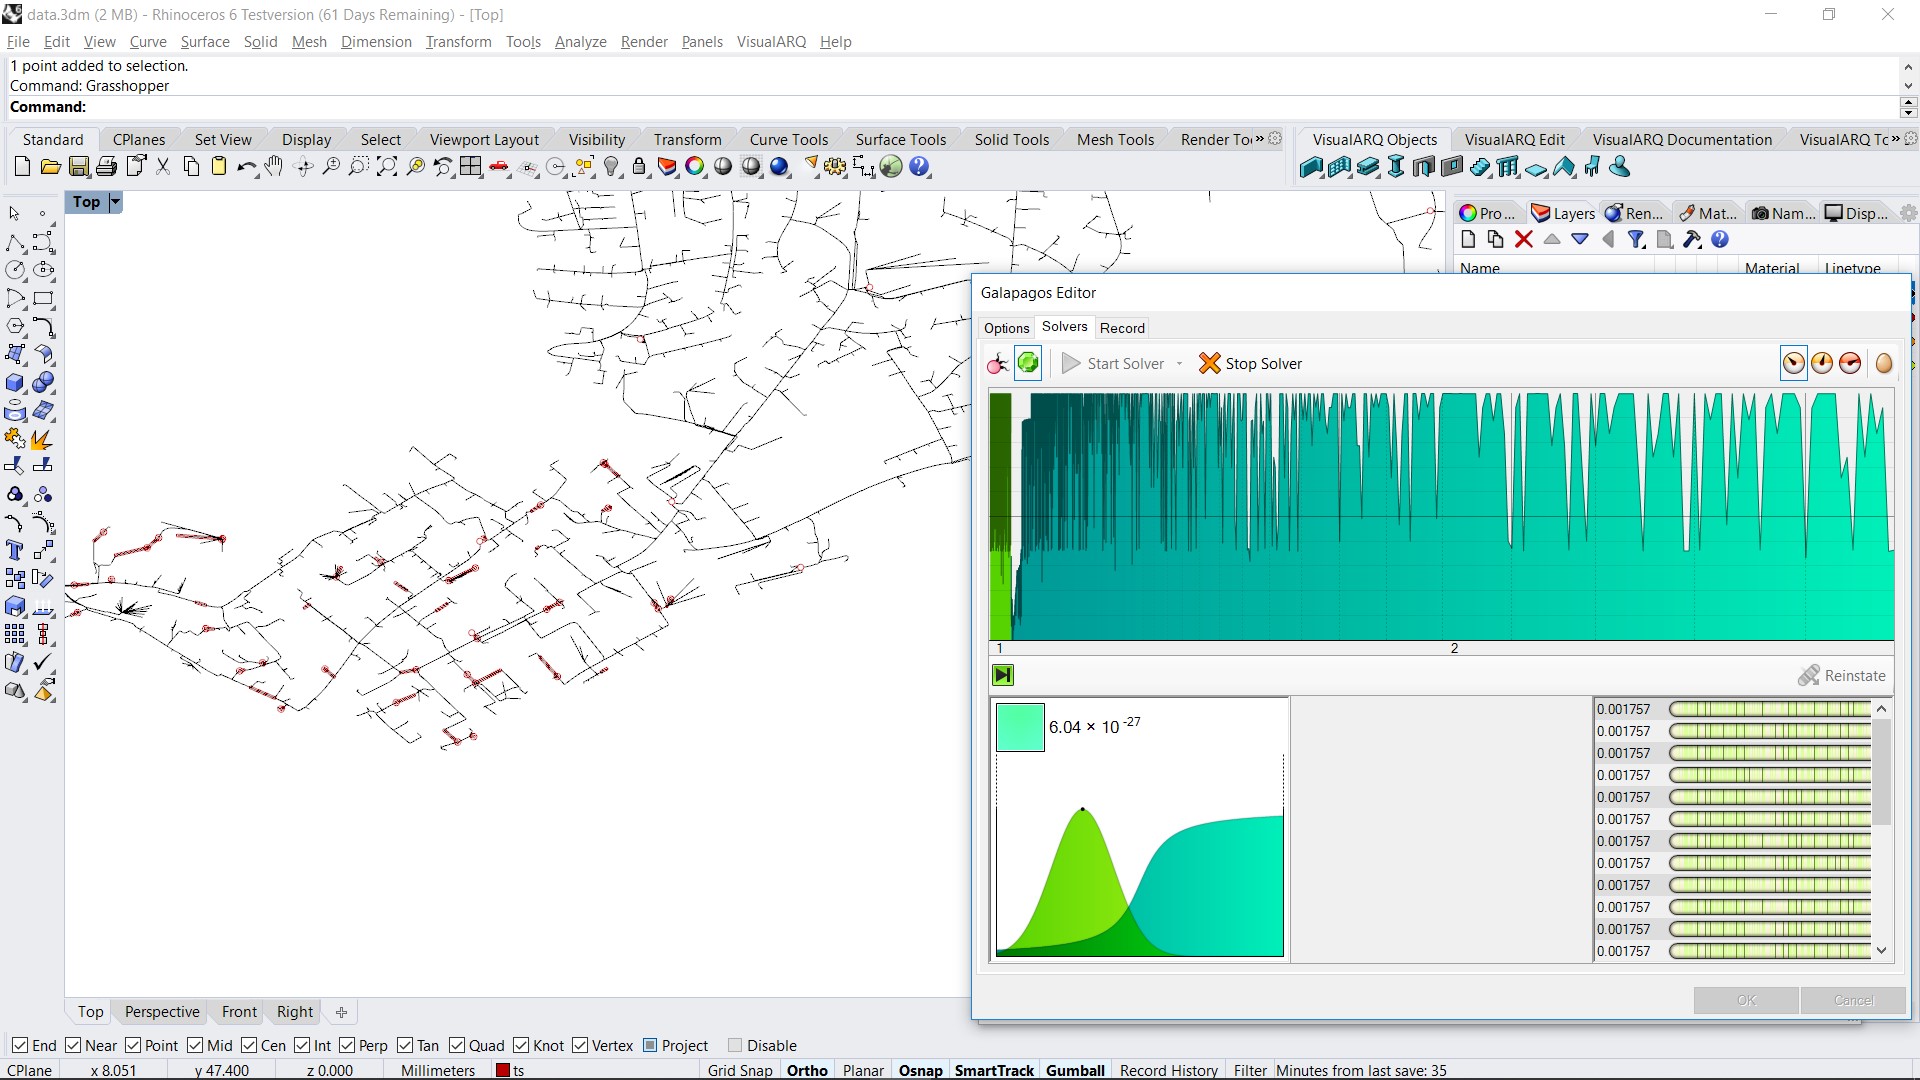 data.3dm (2 MB) - Rhinoceros 6 Testversion (61 Days Remaining) - [Top]
File Edit View Curve Surface Solid Mesh Dimension Transform Tools Analyze Render Panels VisualARQ Help
1 point added to selection.
Command: Grasshopper
Command:
Standard CPlanes Set View Display Select Viewport Layout Visibility Transform Curve Tools Surface Tools Solid Tools Mesh Tools Render Too » VisualARQ Objects VisualARQ Edit VisualARQ Documentation VisualARQ To »
Top
Pro... Layers Ren... Mat... Nam... Disp...
Name Material Linetype
Galapagos Editor
Options Solvers Record
Start Solver Stop Solver
1 2
Reinstate
6.04 × 10 -27
0.001757
0.001757
0.001757
0.001757
0.001757
0.001757
0.001757
0.001757
0.001757
0.001757
0.001757
0.001757
OK Cancel
Top Perspective Front Right
End Near Point Mid Cen Int Perp Tan Quad Knot Vertex Project Disable
CPlane x 8.051 y 47.400 z 0.000 Millimeters ts Grid Snap Ortho Planar Osnap SmartTrack Gumball Record History Filter Minutes from last save: 35